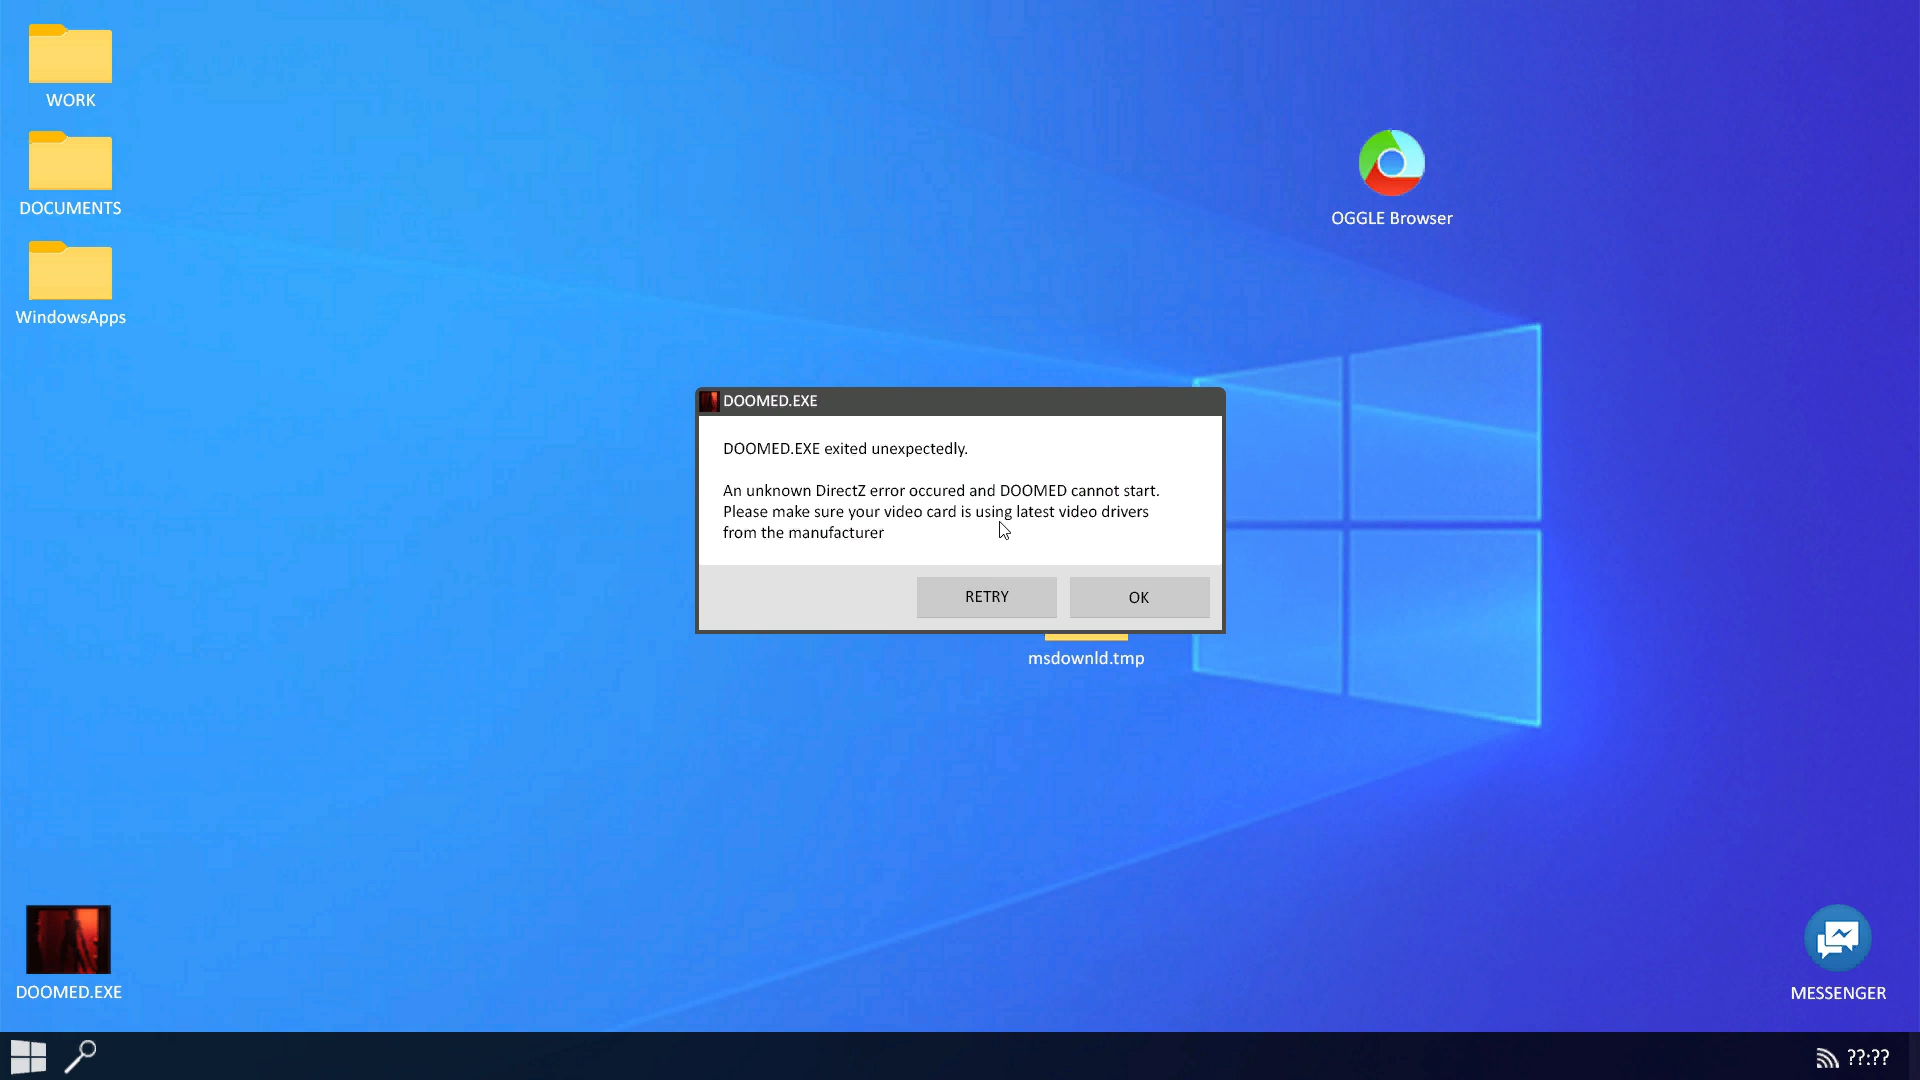 WORK
DOCUMENTS
WindowsApps
OGGLE Browser
DOOMED.EXE
DOOMED.EXE exited unexpectedly.
An unknown DirectZ error occured and DOOMED cannot start.
Please make sure your video card is using latest video drivers
from the manufacturer
RETRY
OK
msdownld.tmp
DOOMED.EXE
MESSENGER
??:??